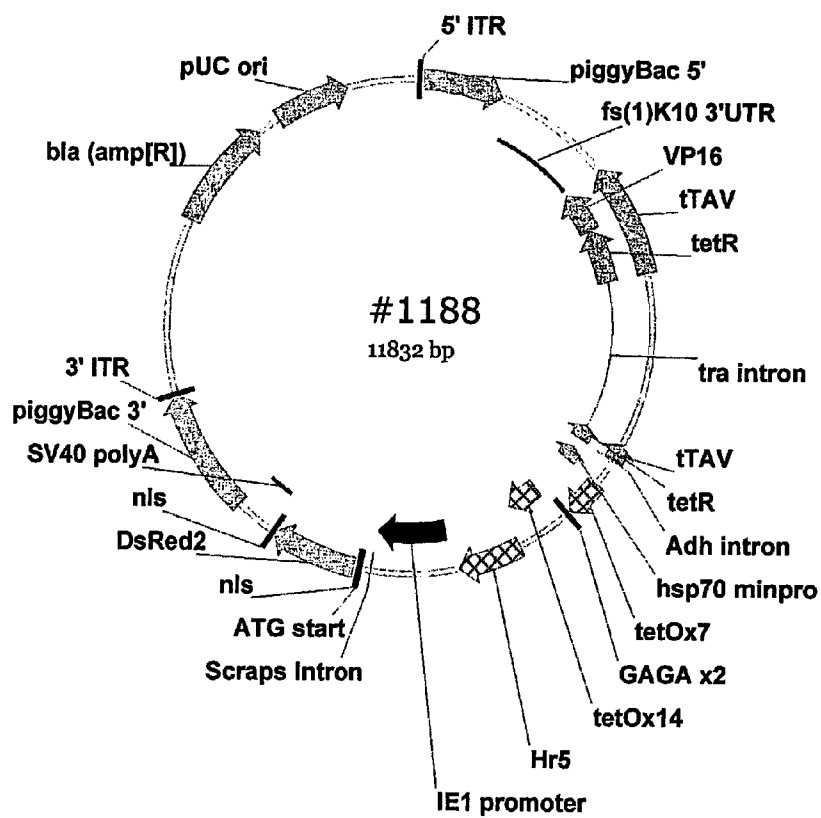 5' ITR
pUC ori
piggyBac 5'
fs(1)K10 3'UTR
bla (amp[R])
VP16
tTAV
tetR
#1188
11832 bp
3' ITR
tra intron
piggyBac 3'
SV40 polyA
tTAV
nls
tetR
DsRed2
Adh intron
nls
hsp70 minpro
ATG start
tetOx7
Scraps Intron
GAGA x2
tetOx14
Hr5
IE1 promoter